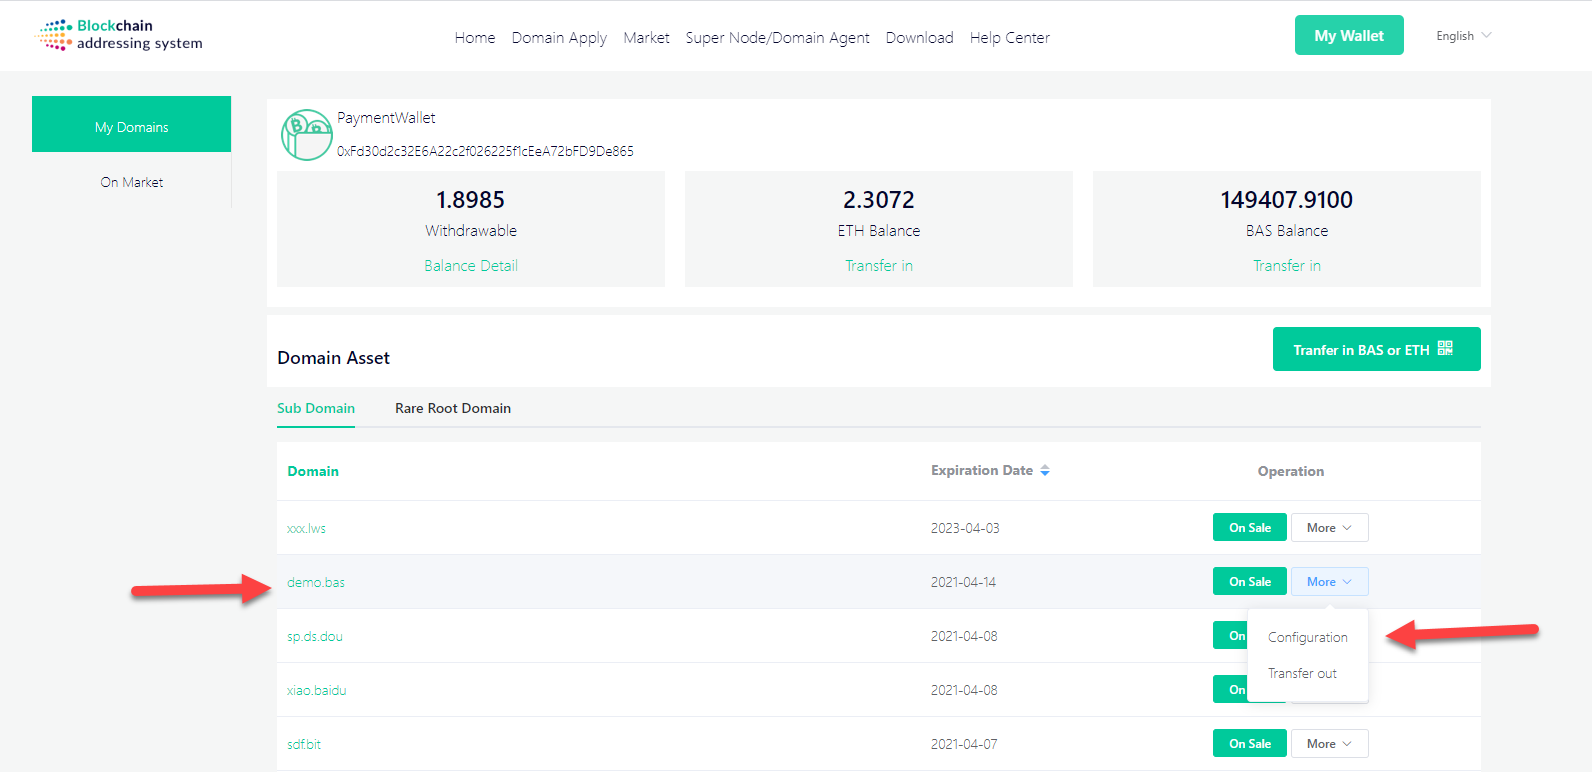 Blockchain
addressing system
Home Domain Apply Market Super Node/Domain Agent Download Help Center
My Wallet
English
My Domains
On Market
PaymentWallet
0xFd30d2c32E6A22c2f026225f1cEeA72bFD9De865
1.8985
Withdrawable
Balance Detail
2.3072
ETH Balance
Transfer in
149407.9100
BAS Balance
Transfer in
Domain Asset
Tranfer in BAS or ETH
Sub Domain Rare Root Domain
Domain Expiration Date Operation
xxx.lws 2023-04-03 On Sale More
demo.bas 2021-04-14 On Sale More
sp.ds.dou 2021-04-08 On
Configuration
Transfer out
xiao.baidu 2021-04-08 On
sdf.bit 2021-04-07 On Sale More